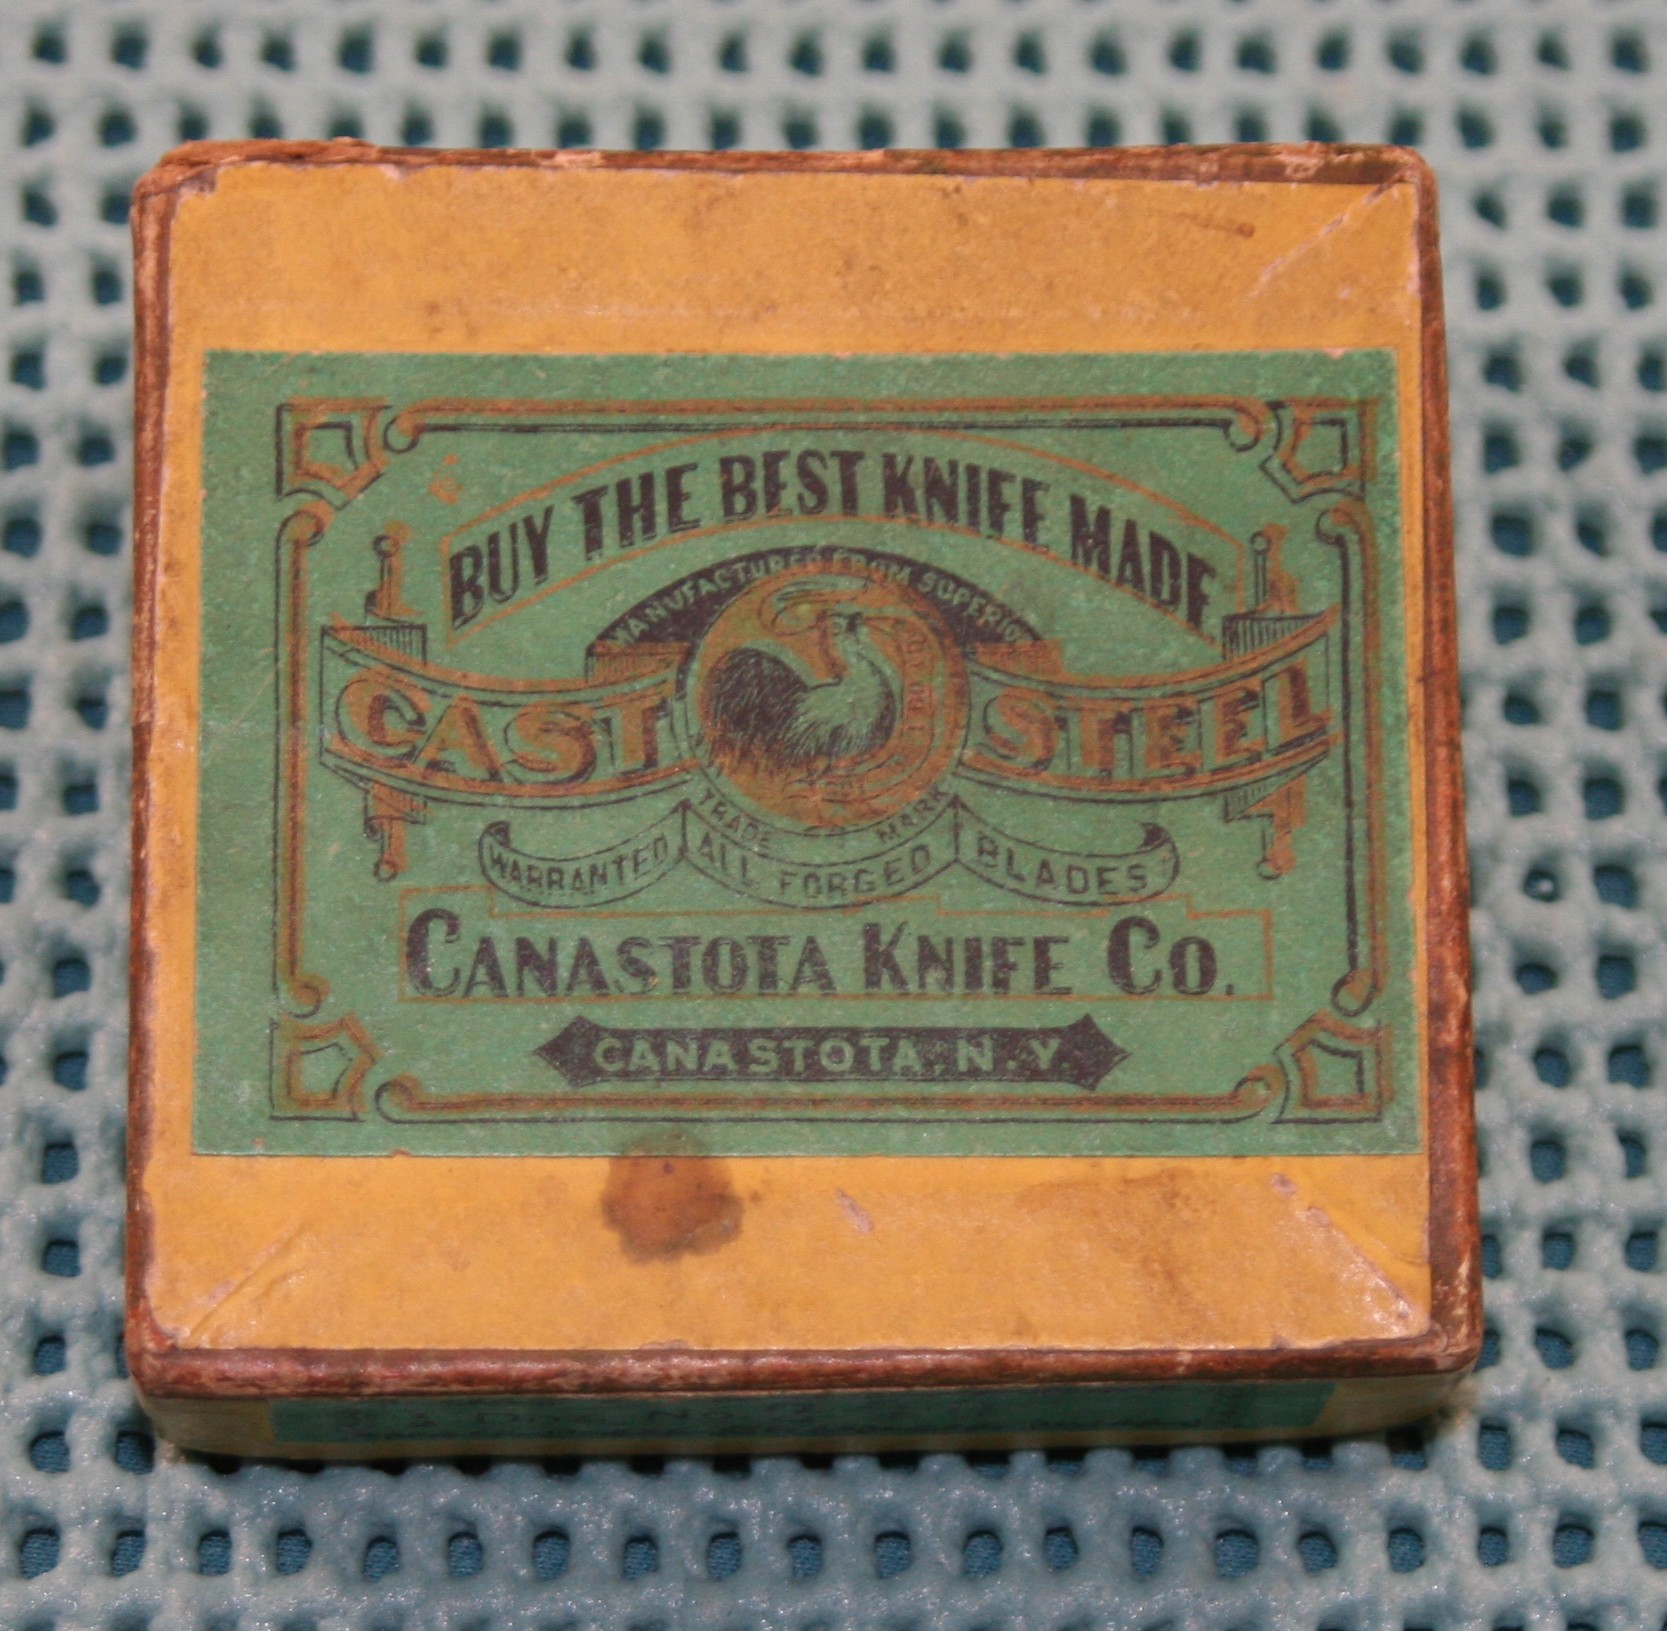 BUY THE BEST KNIFE MADE
MANUFACTURED FROM SUPERIOR
CAST STEEL
TRADE MARK
WARRANTED ALL FORGED BLADES
CANASTOTA KNIFE CO.
CANASTOTA, N.Y.